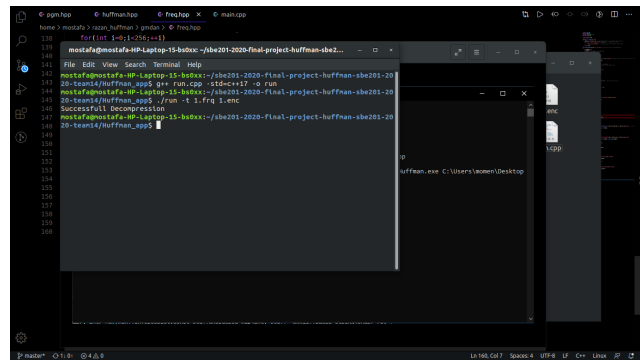 pgm.hpp huffman.hpp freq.hpp × main.cpp
home > mostafa > razan_huffman > gmdan > freq.hpp
138 for(int i=0;i<256;++i)
139
mostafa@mostafa-HP-Laptop-15-bs0xx: ~/sbe201-2020-final-project-huffman-sbe2...
File Edit View Search Terminal Help
mostafa@mostafa-HP-Laptop-15-bs0xx:~/sbe201-2020-final-project-huffman-sbe201-20
20-team14/Huffman_app$ g++ run.cpp -std=c++17 -o run
mostafa@mostafa-HP-Laptop-15-bs0xx:~/sbe201-2020-final-project-huffman-sbe201-20
20-team14/Huffman_app$ ./run -t 1.frq 1.enc
Successfull Decompression
mostafa@mostafa-HP-Laptop-15-bs0xx:~/sbe201-2020-final-project-huffman-sbe201-20
20-team14/Huffman_app$
140
141
142
143
144
145
146
147
148
149
150
151
152
153
154
155
156
157
158
159
160
.enc
n.cpp
pp
Huffman.exe C:\Users\momen\Desktop
master* 4 0
Ln 160, Col 7 Spaces: 4 UTF-8 LF C++ Linux